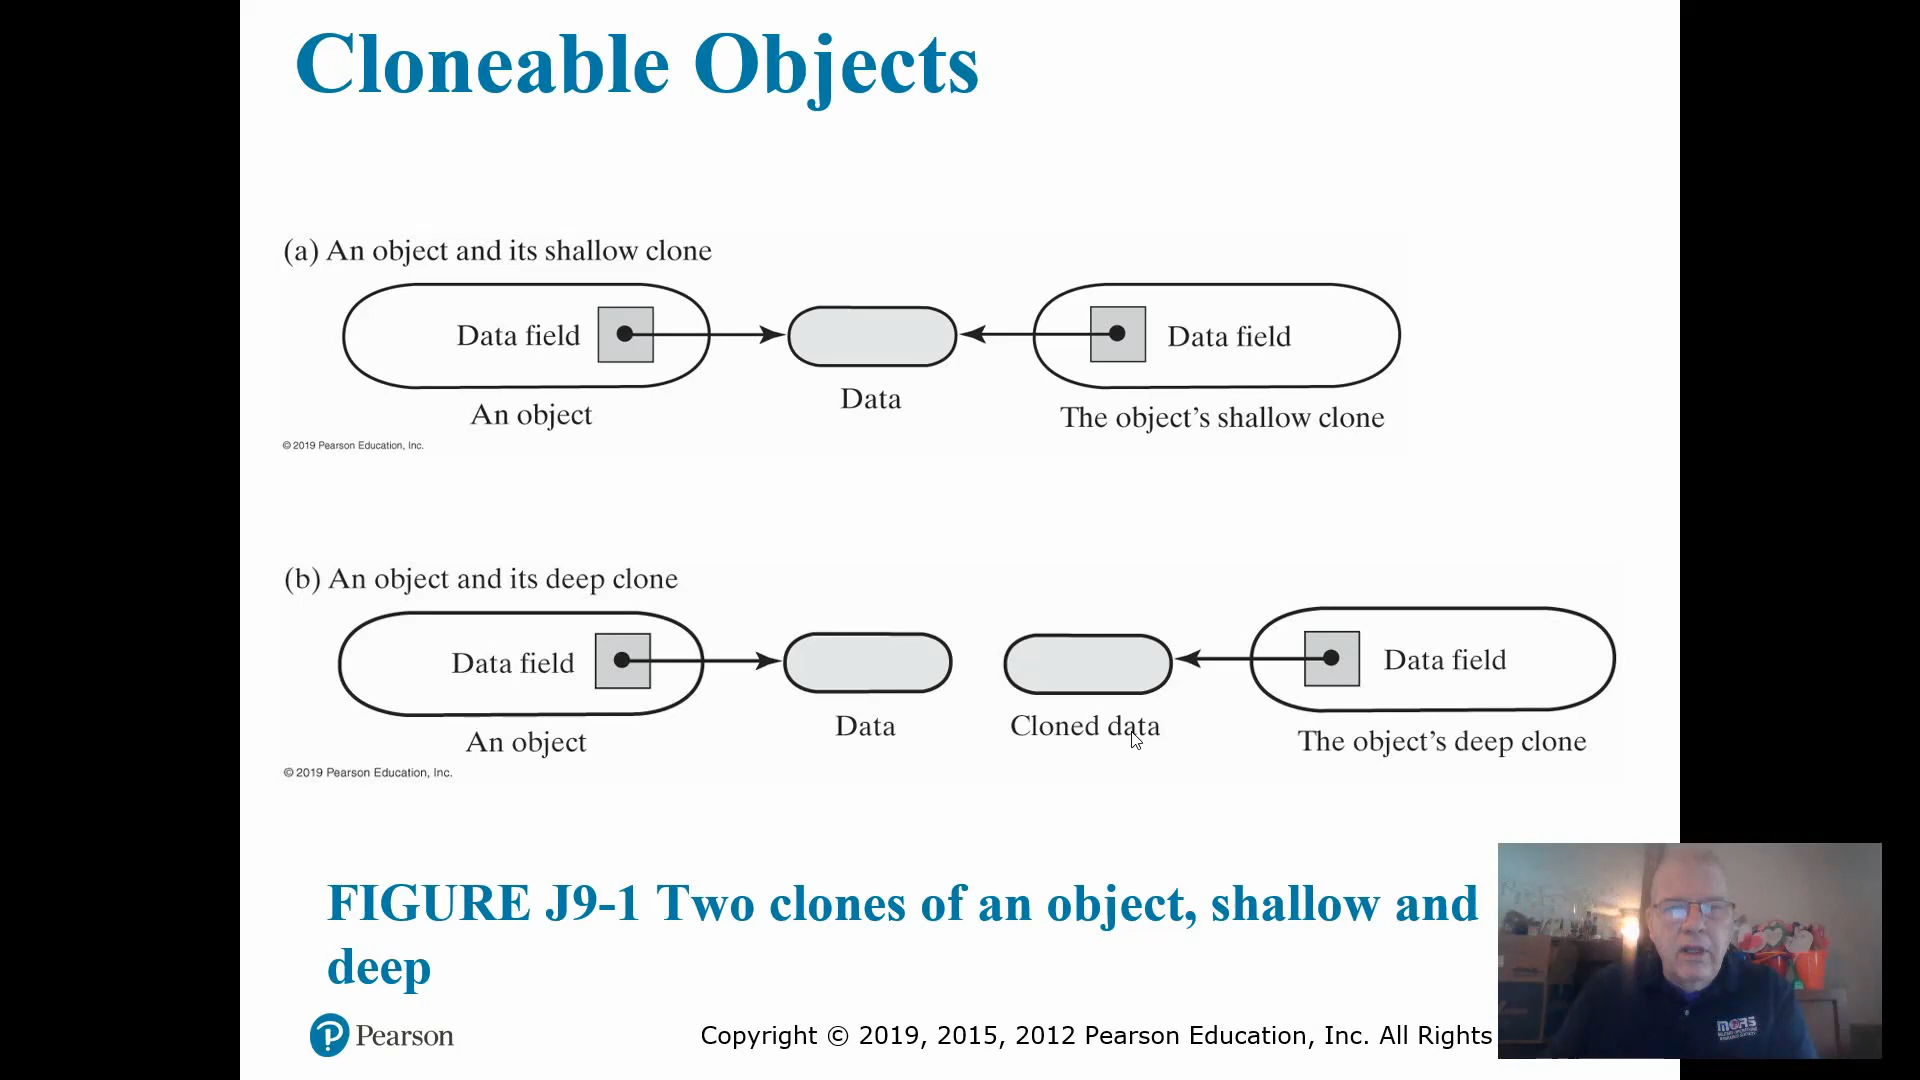 Cloneable Objects
(a) An object and its shallow clone
Data field
Data field
An object
Data
The object's shallow clone
© 2019 Pearson Education, Inc.
(b) An object and its deep clone
Data field
Data field
An object
Data
Cloned data
The object's deep clone
© 2019 Pearson Education, Inc.
FIGURE J9-1 Two clones of an object, shallow and
deep
Pearson
Copyright © 2019, 2015, 2012 Pearson Education, Inc. All Rights
MORS